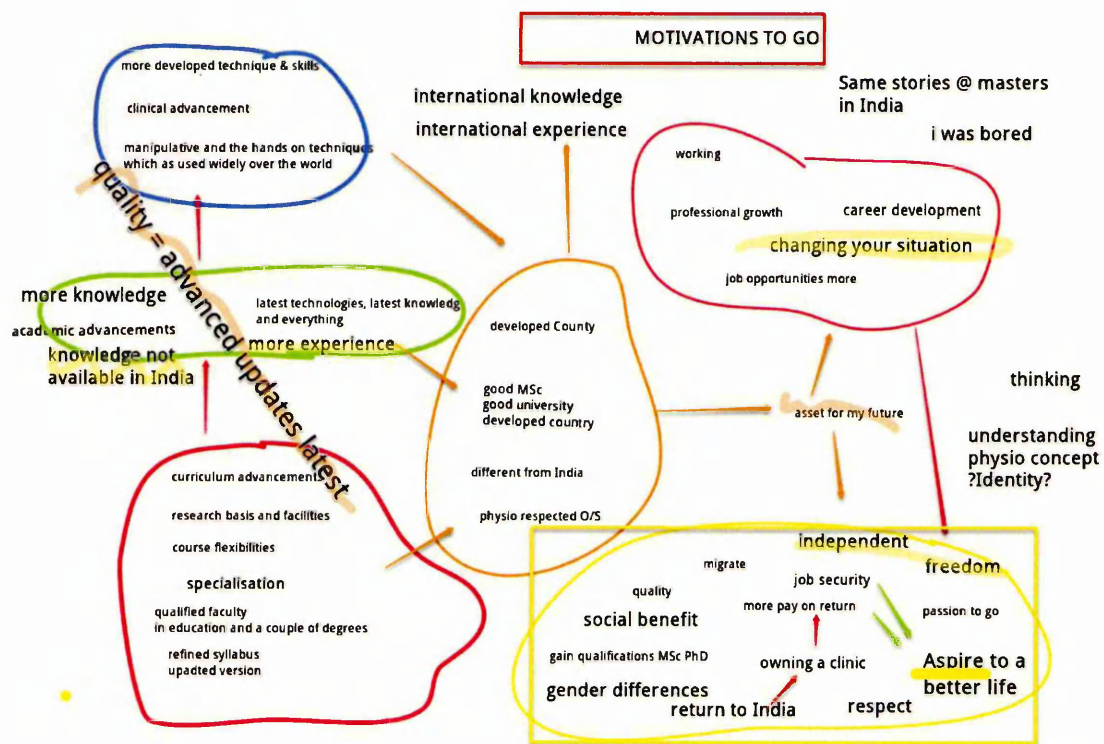 MOTIVATIONS TO GO
more developed technique & skills
clinical advancement
manipulative and the hands on techniques
which as used widely over the world
international knowledge
international experience
Same stories @ masters
in India
i was bored
working
professional growth
career development
changing your situation
job opportunities more
quality = advanced updates latest
more knowledge
academic advancements
knowledge not
available in India
latest technologies, latest knowledg
and everything
more experience
developed County
good MSc
good university
developed country
different from India
physio respected O/S
asset for my future
thinking
understanding
physio concept
?Identity?
curriculum advancements
research basis and facilities
course flexibilities
specialisation
qualified faculty
in education and a couple of degrees
refined syllabus
upadted version
independent
freedom
migrate
job security
quality
more pay on return
passion to go
social benefit
gain qualifications MSc PhD
owning a clinic
Aspire to a
better life
gender differences
return to India
respect